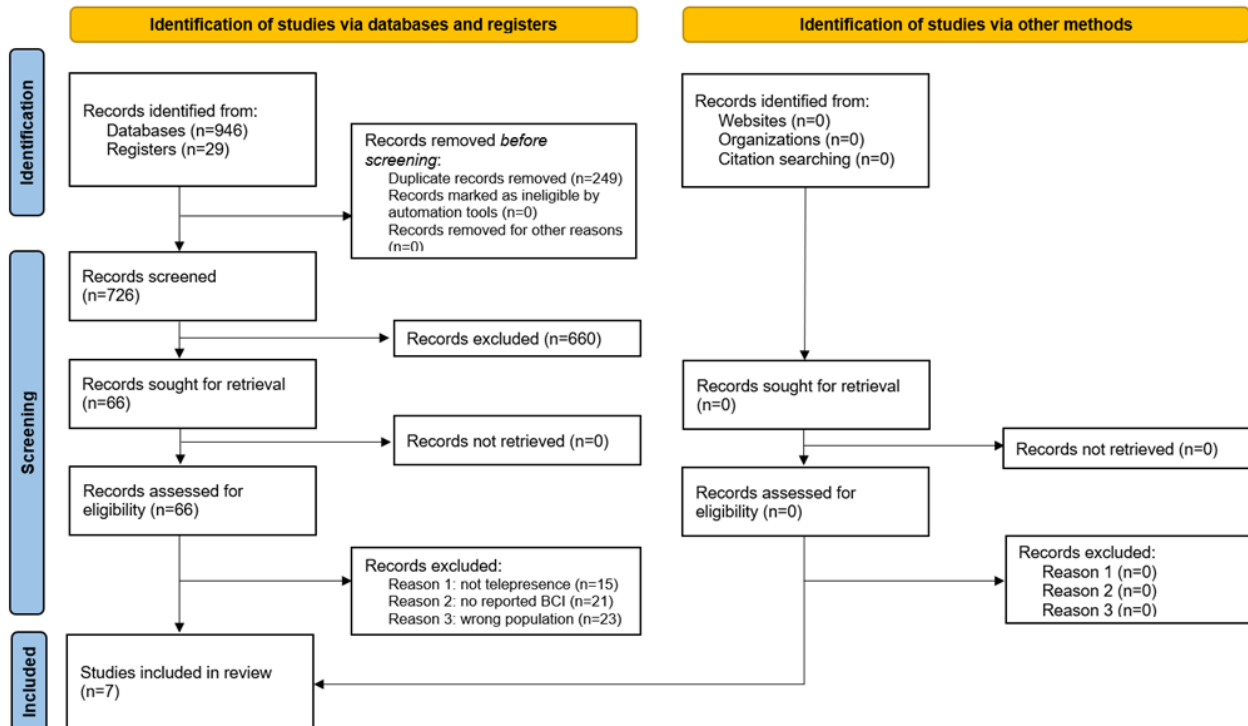 Identification of studies via databases and registers
Identification of studies via other methods
Identification
Records identified from:
Databases (n=946)
Registers (n=29)
Records removed before
screening:
Duplicate records removed (n=249)
Records marked as ineligible by
automation tools (n=0)
Records removed for other reasons
(n=0)
Records identified from:
Websites (n=0)
Organizations (n=0)
Citation searching (n=0)
Screening
Records screened
(n=726)
Records excluded (n=660)
Records sought for retrieval
(n=66)
Records not retrieved (n=0)
Records assessed for
eligibility (n=66)
Records excluded:
Reason 1: not telepresence (n=15)
Reason 2: no reported BCI (n=21)
Reason 3: wrong population (n=23)
Records sought for retrieval
(n=0)
Records not retrieved (n=0)
Records assessed for
eligibility (n=0)
Records excluded:
Reason 1 (n=0)
Reason 2 (n=0)
Reason 3 (n=0)
Included
Studies included in review
(n=7)